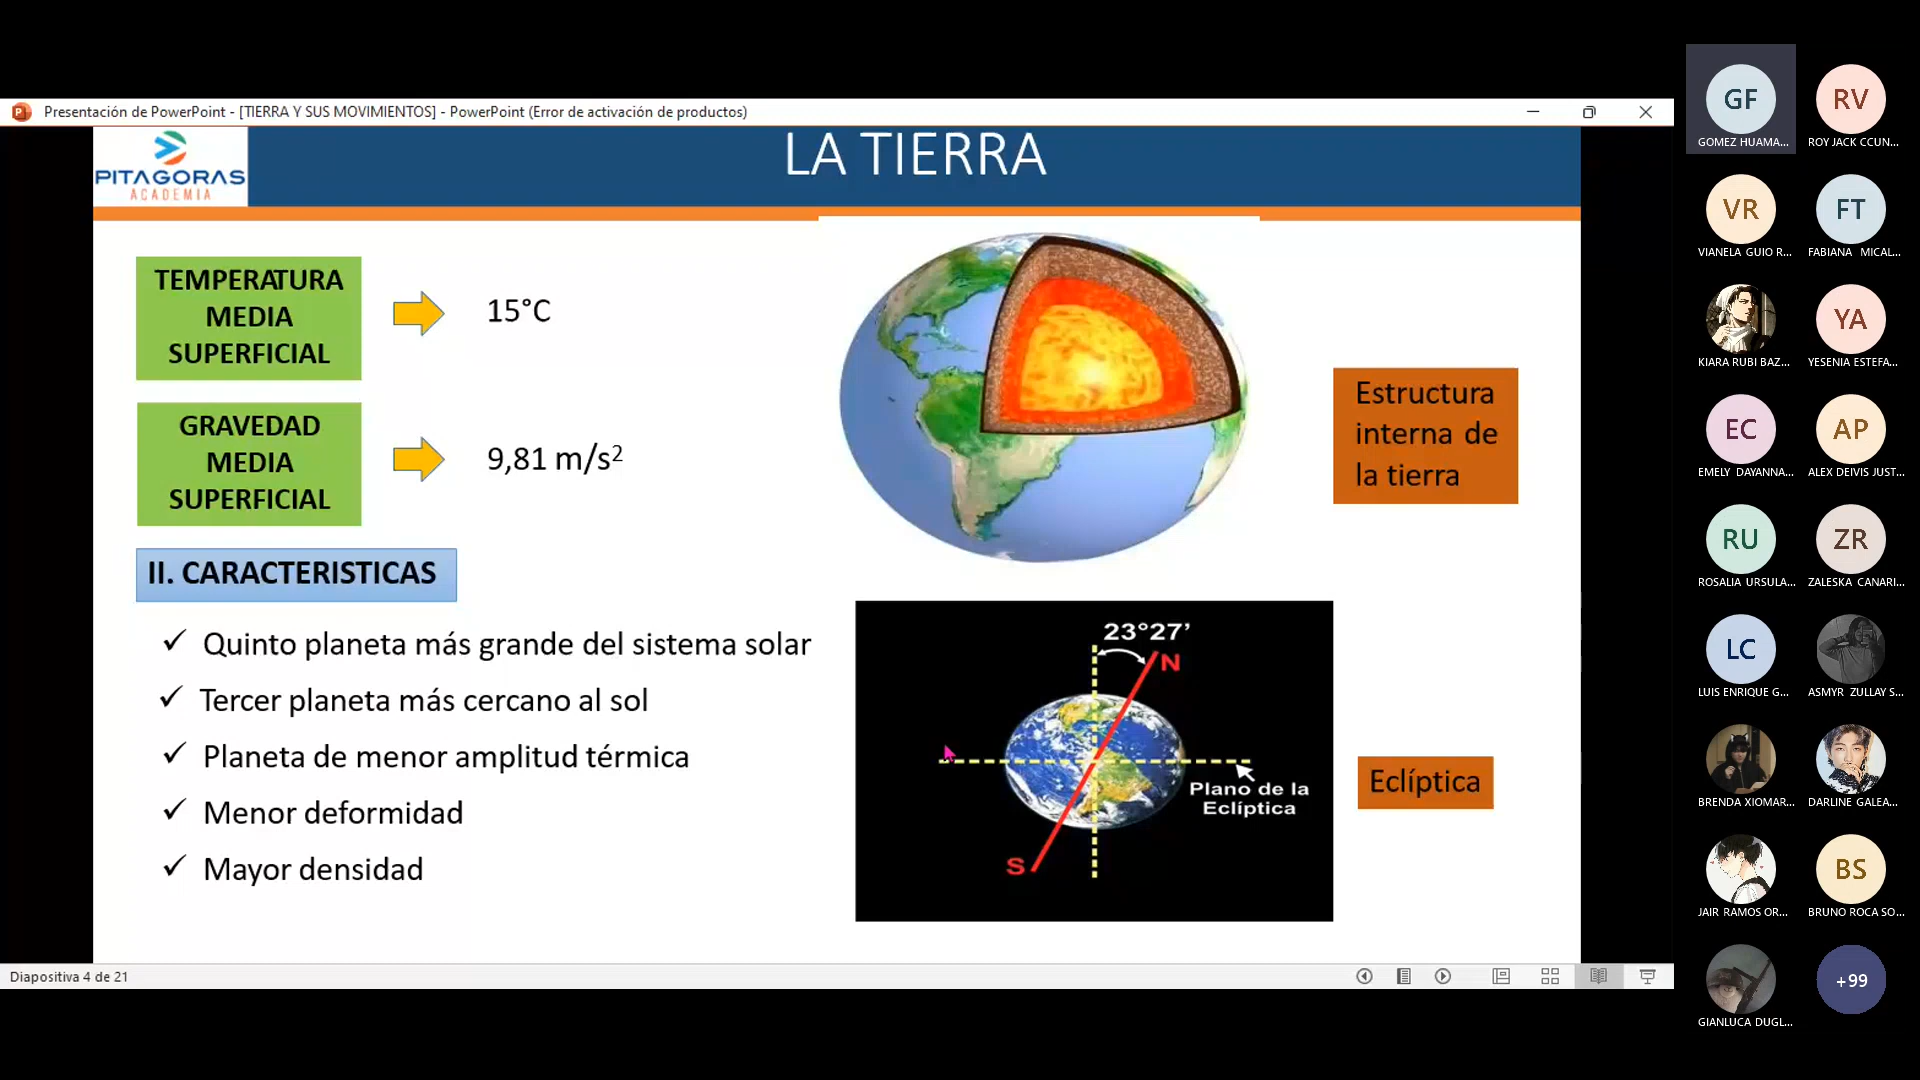 Presentación de PowerPoint - [TIERRA Y SUS MOVIMIENTOS] - PowerPoint (Error de activación de productos)
PITAGORAS
ACADEMIA
LA TIERRA
TEMPERATURA
MEDIA
SUPERFICIAL
15°C
GRAVEDAD
MEDIA
SUPERFICIAL
9,81 m/s²
Estructura
interna de
la tierra
II. CARACTERISTICAS
✓ Quinto planeta más grande del sistema solar
✓ Tercer planeta más cercano al sol
✓ Planeta de menor amplitud térmica
✓ Menor deformidad
✓ Mayor densidad
23°27’
N
Plano de la
Eclíptica
S
Eclíptica
Diapositiva 4 de 21
GF
GOMEZ HUAMA...
RV
ROY JACK CCUN...
VR
VIANELA GUIO R...
FT
FABIANA MICAL...
KIARA RUBI BAZ...
YA
YESENIA ESTEFA...
EC
EMELY DAYANNA...
AP
ALEX DEIVIS JUST...
RU
ROSALIA URSULA...
ZR
ZALESKA CANARI...
LC
LUIS ENRIQUE G...
ASMYR ZULLAY S...
BRENDA XIOMAR...
DARLINE GALEA...
JAIR RAMOS OR...
BS
BRUNO ROCA SO...
GIANLUCA DUGL...
+99